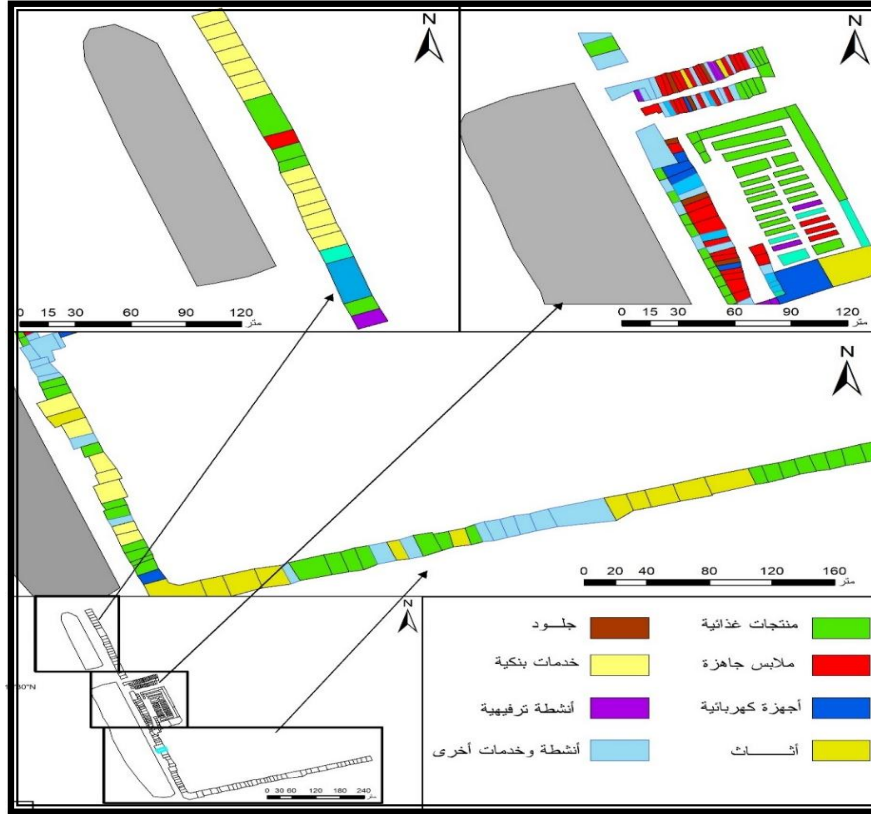 N
N
0 15 30 60 90 120
متر
0 15 30 60 90 120
متر
N
0 20 40 80 120 160
متر
N
0 30 60 120 180 240
متر
منتجات غذائية
جلـــود
ملابس جاهزة
خدمات بنكية
أجهزة كهربائية
أنشطة ترفيهية
أثـــــاث
أنشطة وخدمات أخرى